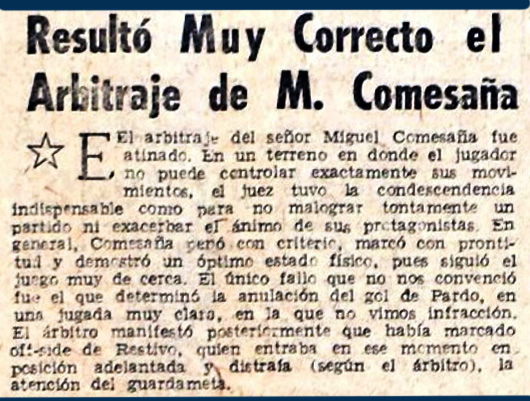 Resultó Muy Correcto el
Arbitraje de M. Comesaña
E El arbitraje del señor Miguel Comesaña fue
atinado. En un terreno en donde el jugador
no puede controlar exactamente sus movi-
mientos, el juez tuvo la condescendencia
indispensable como para no malograr tontamente un
partido ni exacerbar el ánimo de sus protagonistas. En
general, Comesaña penó con criterio, marcó con pronti-
tud y demostró un óptimo estado físico, pues siguió el
juego muy de cerca. El único fallo que no nos convenció
fue el que determinó la anulación del gol de Pardo, en
una jugada muy clara, en la que no vimos infracción.
El árbitro manifestó posteriormente que había marcado
off-side de Restivo, quien entraba en ese momento en
posición adelantada y distraía (según el árbitro), la
atención del guardameta.